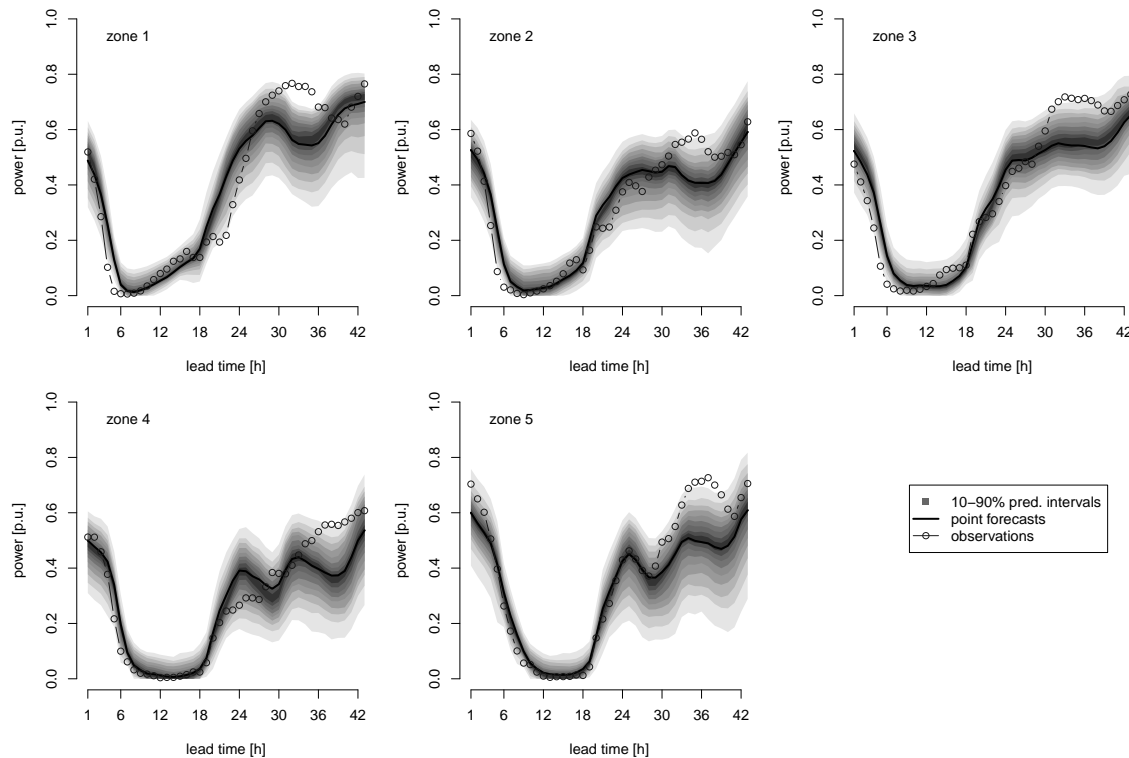 zone 1
power [p.u.]
0.0 0.2 0.4 0.6 0.8 1.0
1 6 12 18 24 30 36 42
lead time [h]
zone 2
power [p.u.]
0.0 0.2 0.4 0.6 0.8 1.0
1 6 12 18 24 30 36 42
lead time [h]
zone 3
power [p.u.]
0.0 0.2 0.4 0.6 0.8 1.0
1 6 12 18 24 30 36 42
lead time [h]
zone 4
power [p.u.]
0.0 0.2 0.4 0.6 0.8 1.0
1 6 12 18 24 30 36 42
lead time [h]
zone 5
power [p.u.]
0.0 0.2 0.4 0.6 0.8 1.0
1 6 12 18 24 30 36 42
lead time [h]
10−90% pred. intervals
point forecasts
observations